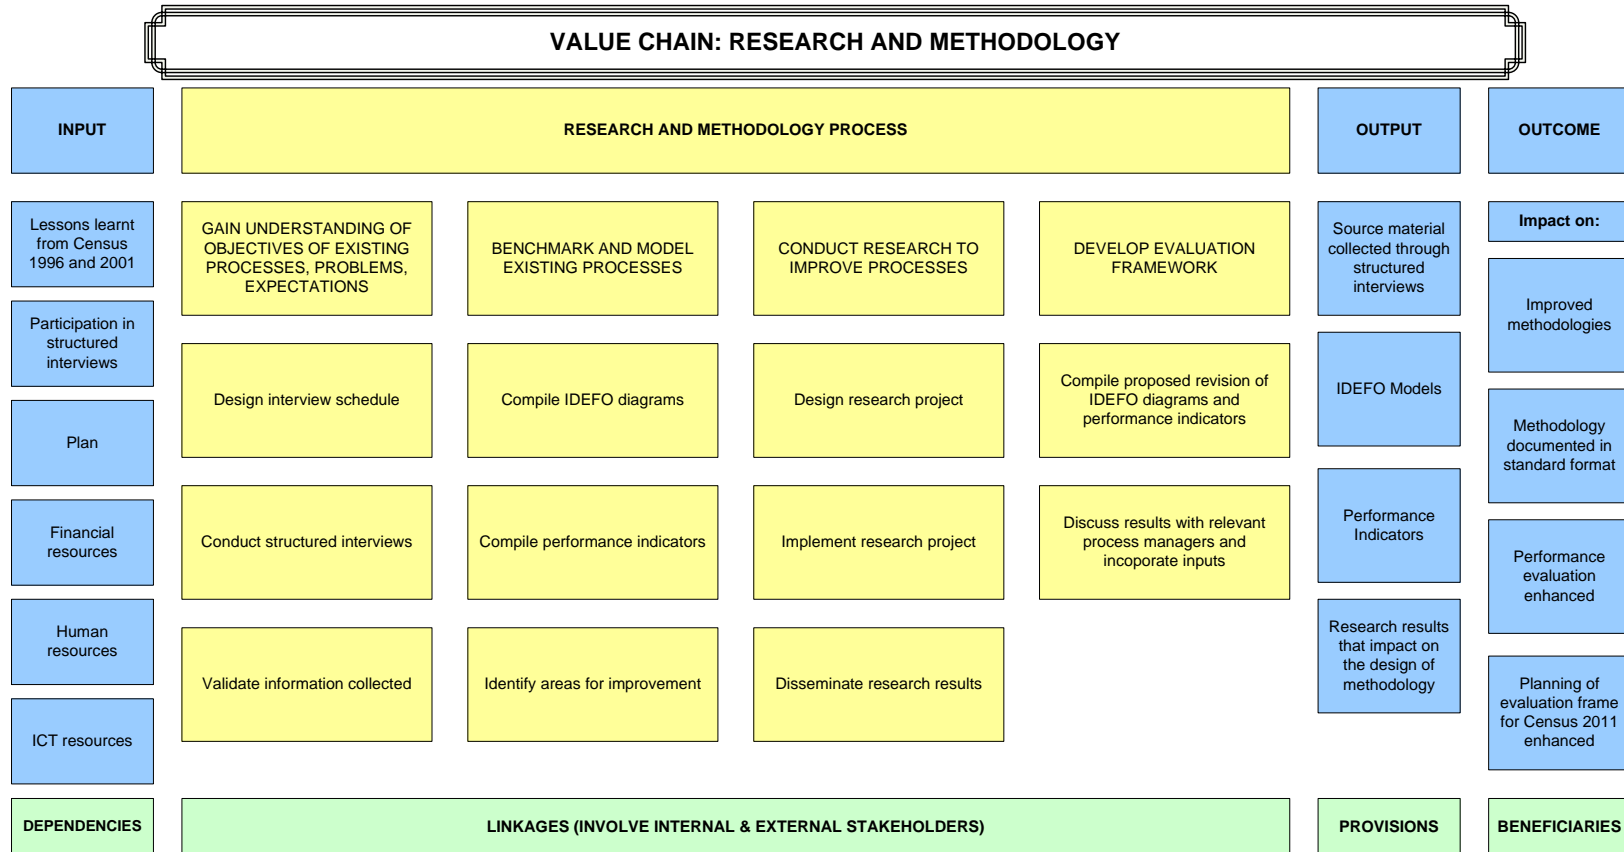 VALUE CHAIN: RESEARCH AND METHODOLOGY
INPUT
RESEARCH AND METHODOLOGY PROCESS
OUTPUT
OUTCOME
Lessons learnt
from Census
1996 and 2001
Participation in
structured
interviews
Plan
Financial
resources
Human
resources
ICT resources
GAIN UNDERSTANDING OF
OBJECTIVES OF EXISTING
PROCESSES, PROBLEMS,
EXPECTATIONS
Design interview schedule
Conduct structured interviews
Validate information collected
BENCHMARK AND MODEL
EXISTING PROCESSES
Compile IDEFO diagrams
Compile performance indicators
Identify areas for improvement
CONDUCT RESEARCH TO
IMPROVE PROCESSES
Design research project
Implement research project
Disseminate research results
DEVELOP EVALUATION
FRAMEWORK
Compile proposed revision of
IDEFO diagrams and
performance indicators
Discuss results with relevant
process managers and
incoporate inputs
Source material
collected through
structured
interviews
IDEFO Models
Performance
Indicators
Research results
that impact on
the design of
methodology
Impact on:
Improved
methodologies
Methodology
documented in
standard format
Performance
evaluation
enhanced
Planning of
evaluation frame
for Census 2011
enhanced
DEPENDENCIES
LINKAGES (INVOLVE INTERNAL & EXTERNAL STAKEHOLDERS)
PROVISIONS
BENEFICIARIES